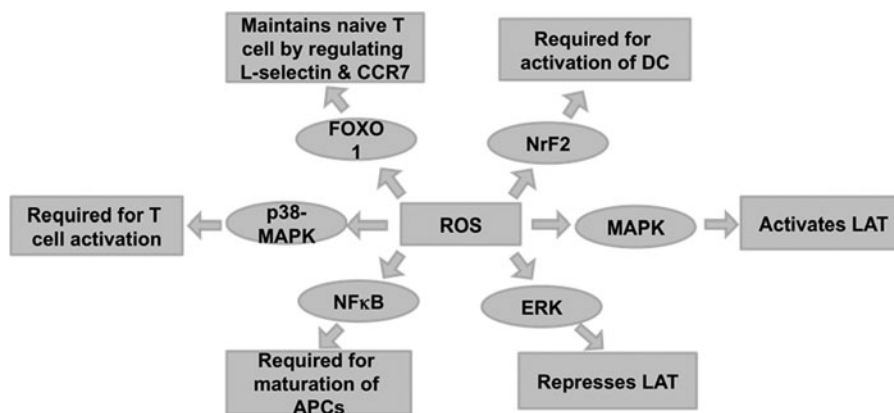 Maintains naive T
cell by regulating
L-selectin & CCR7
Required for
activation of DC
FOXO
1
NrF2
Required for T
cell activation
p38-
MAPK
ROS
MAPK
Activates LAT
NFκB
ERK
Required for
maturation of
APCs
Represses LAT